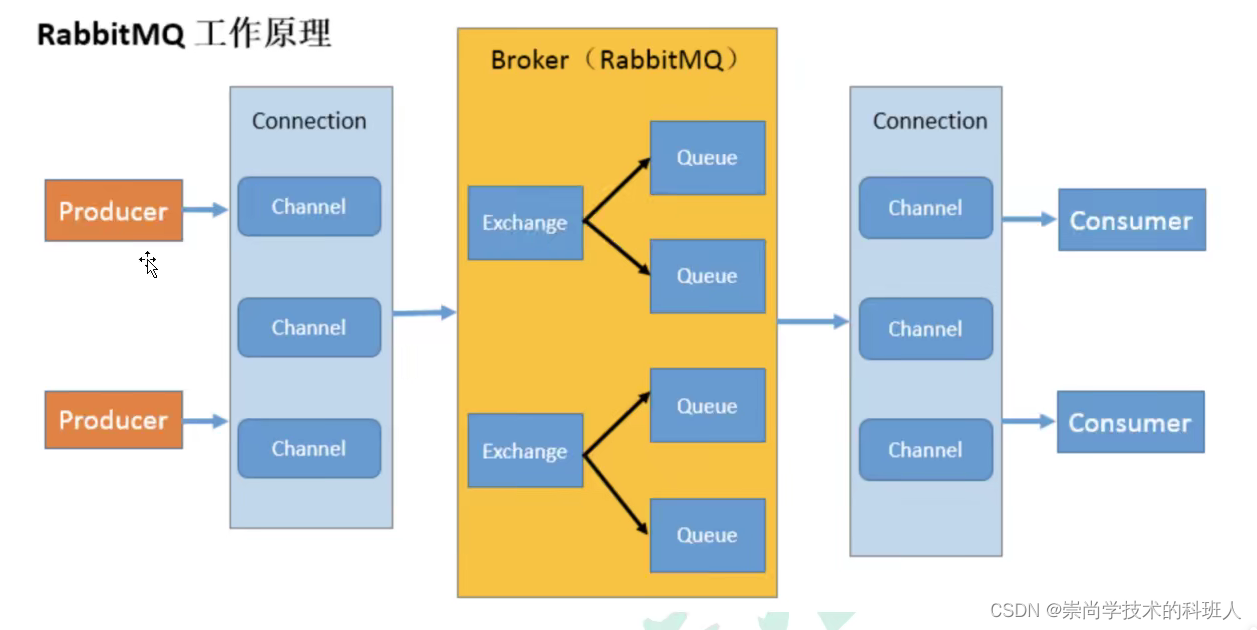 RabbitMQ 工作原理
Broker（RabbitMQ）
Connection
Connection
Queue
Producer
Channel
Exchange
Queue
Channel
Consumer
Channel
Channel
Producer
Channel
Exchange
Queue
Queue
Channel
Consumer
CSDN @崇尚学技术的科班人